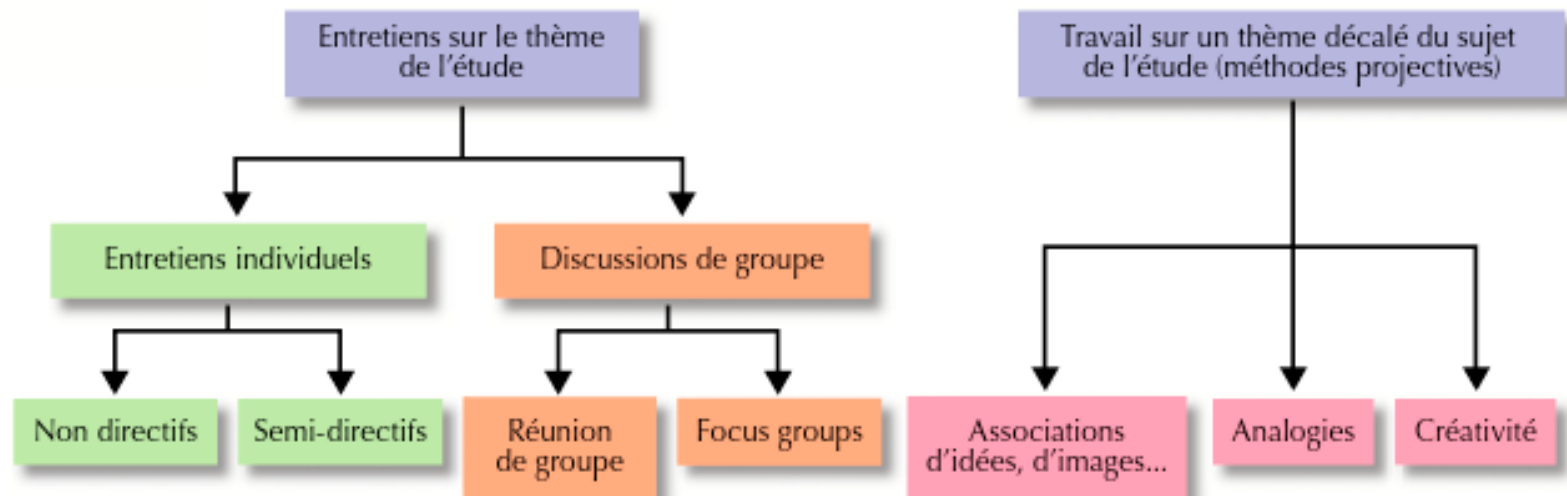 Entretiens sur le thème
de l'étude
Travail sur un thème décalé du sujet
de l'étude (méthodes projectives)
Entretiens individuels
Discussions de groupe
Non directifs
Semi-directifs
Réunion
de groupe
Focus groups
Associations
d'idées, d'images...
Analogies
Créativité